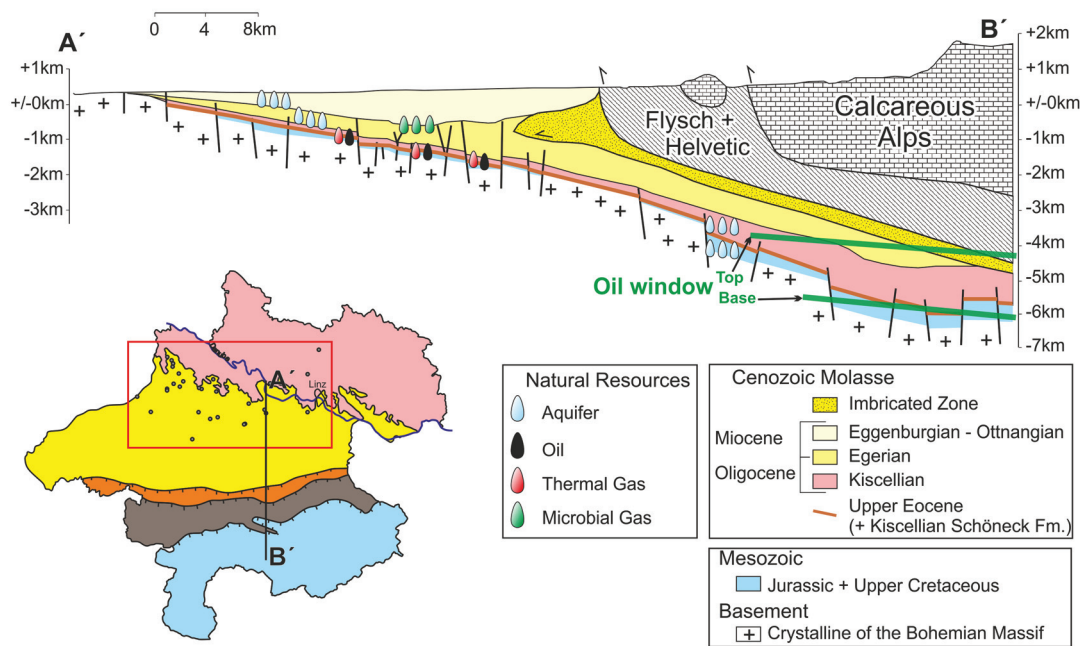 0 4 8km
A´
B´
+1km
+/-0km
-1km
-2km
-3km
+2km
+1km
+/-0km
-1km
-2km
-3km
-4km
-5km
-6km
-7km
Flysch +
Helvetic
Calcareous
Alps
Oil window
Top
Base
A´
Linz
B´
Natural Resources
Aquifer
Oil
Thermal Gas
Microbial Gas
Cenozoic Molasse
Imbricated Zone
Miocene
Eggenburgian - Ottnangian
Egerian
Oligocene
Kiscellian
Upper Eocene
(+ Kiscellian Schöneck Fm.)
Mesozoic
Jurassic + Upper Cretaceous
Basement
Crystalline of the Bohemian Massif